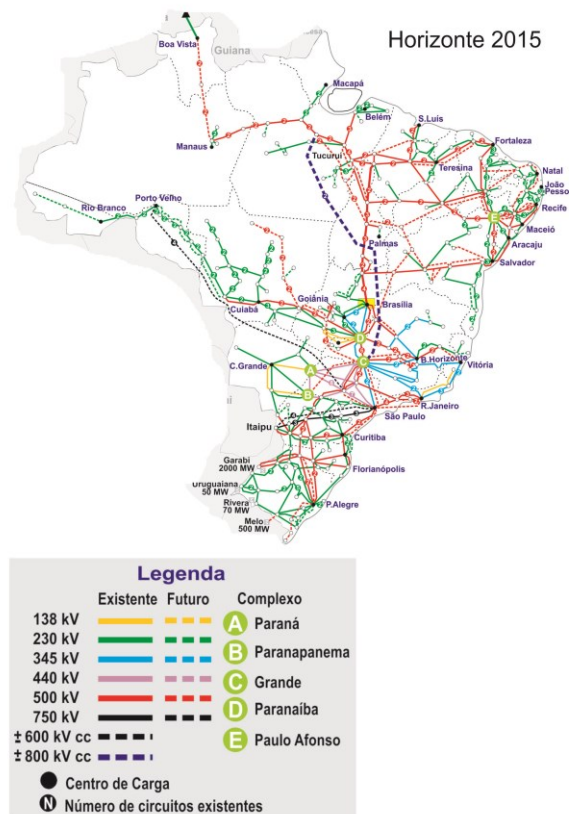 Horizonte 2015
Boa Vista
Guiana
Macapá
Belém
S.Luís
Fortaleza
Manaus
Tucuruí
Teresina
Natal
João
Pesso
Recife
Porto Velho
Rio Branco
Palmas
E
Maceió
Aracaju
Salvador
Cuiabá
Goiânia
Brasília
D
C
B.Horizonte
Vitória
C.Grande
A
B
R.Janeiro
São Paulo
Itaipu
Curitiba
Garabi
2000 MW
Florianópolis
Uruguaiana
50 MW
Rivera
70 MW
P.Alegre
Melo
500 MW
Legenda
Existente Futuro Complexo
138 kV A Paraná
230 kV
345 kV B Paranapanema
440 kV C Grande
500 kV D Paranaíba
750 kV
± 600 kV cc E Paulo Afonso
± 800 kV cc
Centro de Carga
N Número de circuitos existentes